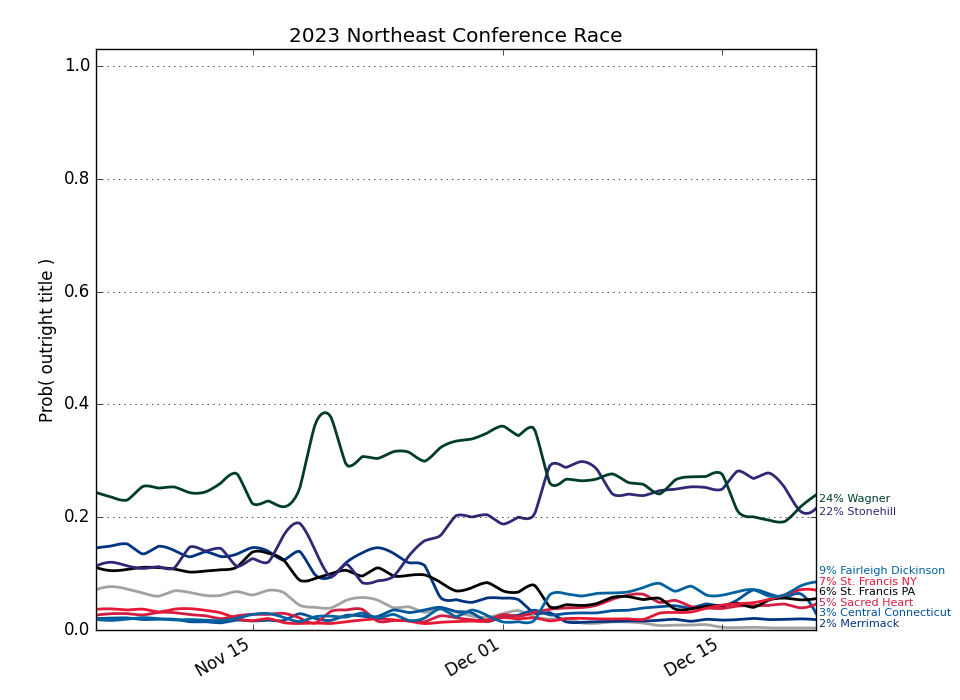 2023 Northeast Conference Race
Prob( outright title )
1.0
0.8
0.6
0.4
0.2
0.0
Nov 15
Dec 01
Dec 15
24% Wagner
22% Stonehill
9% Fairleigh Dickinson
7% St. Francis NY
6% St. Francis PA
5% Sacred Heart
3% Central Connecticut
2% Merrimack